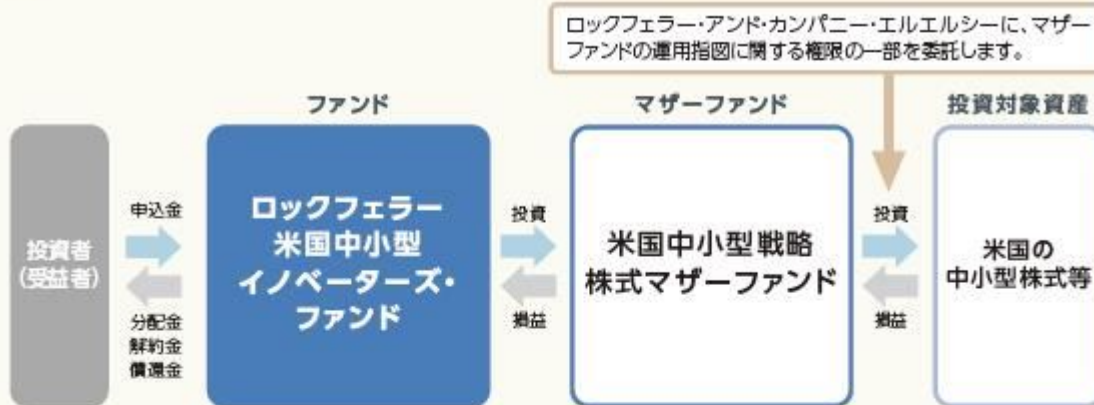 ロックフェラー・アンド・カンパニー・エルエルシーに、マザー
ファンドの運用指図に関する権限の一部を委託します。
ファンド
マザーファンド
投資対象資産
投資者
(受益者)
申込金
分配金
解約金
償還金
ロックフェラー
米国中小型
イノベーターズ・
ファンド
投資
損益
米国中小型戦略
株式マザーファンド
投資
損益
米国の
中小型株式等